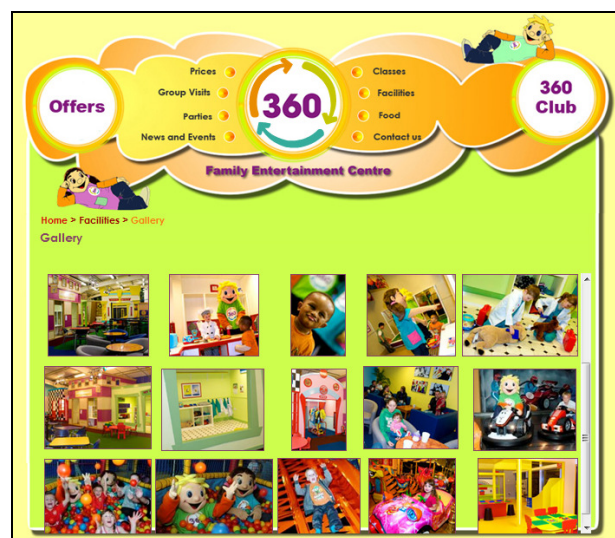 Offers
Prices
Group Visits
Parties
News and Events
360
Classes
Facilities
Food
Contact us
360
Club
Family Entertainment Centre
Home > Facilities > Gallery
Gallery